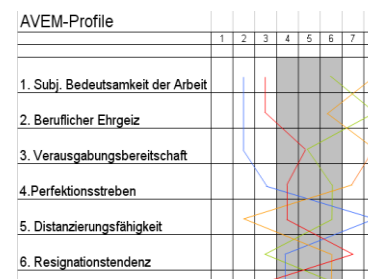 AVEM-Profile
1 2 3 4 5 6 7
1. Subj. Bedeutsamkeit der Arbeit
2. Beruflicher Ehrgeiz
3. Verausgabungsbereitschaft
4.Perfektionsstreben
5. Distanzierungsfähigkeit
6. Resignationstendenz